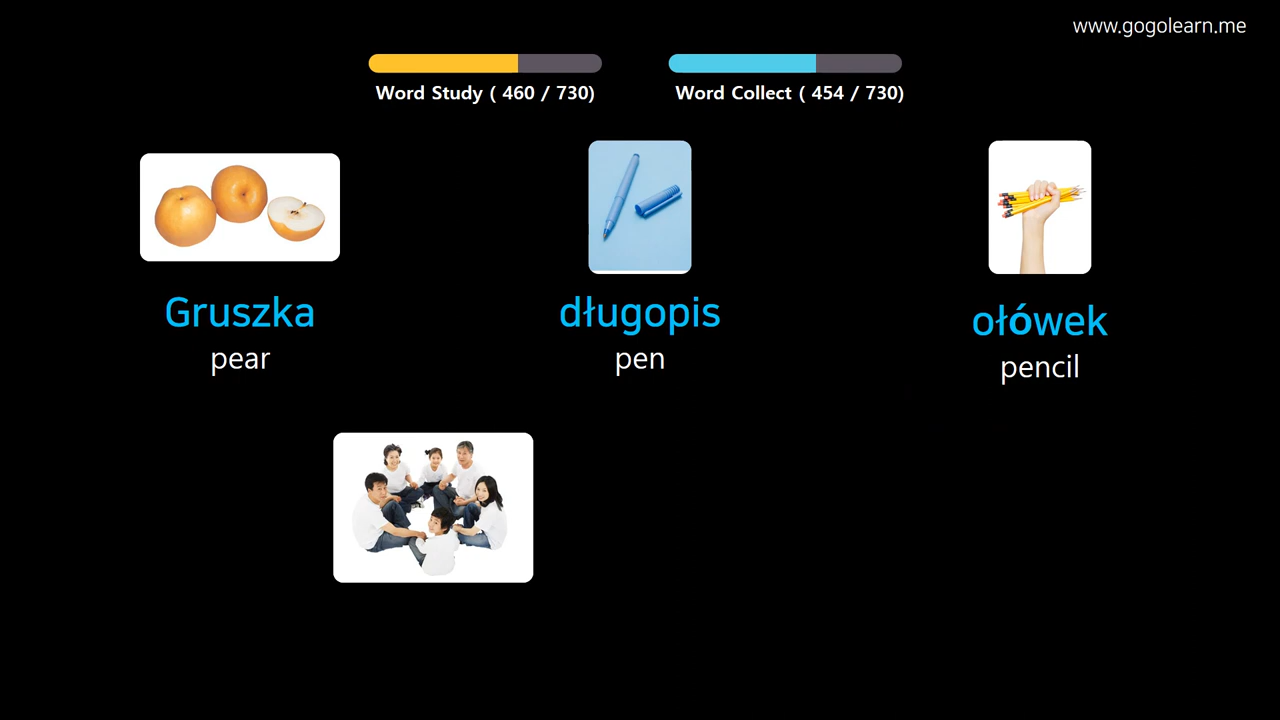 www.gogolearn.me
Word Study ( 460 / 730)
Word Collect ( 454 / 730)
Gruszka
pear
długopis
pen
ołówek
pencil